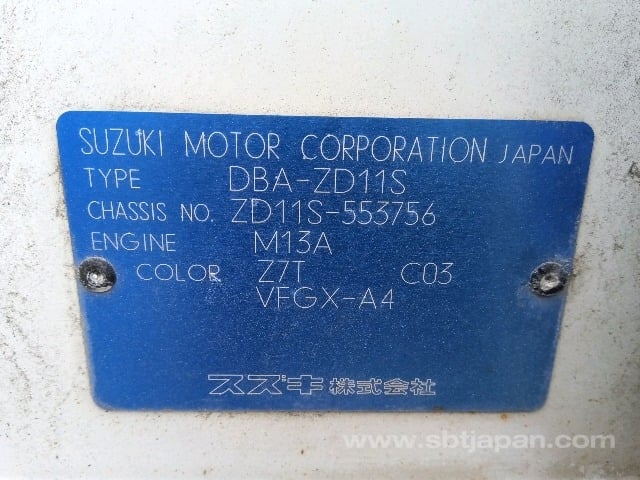 SUZUKI MOTOR CORPORATION JAPAN
TYPE DBA-ZD11S
CHASSIS NO. ZD11S-553756
ENGINE M13A
COLOR Z7T C03
VFGX-A4
スズキ株式会社
www.sbtjapan.com